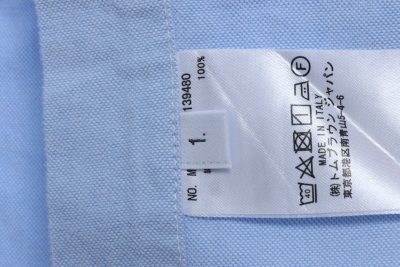 NO. M
139480
100%
1.
40
F
MADE IN ITALY
(株)トムブラウン ジャパン
東京都港区南青山5-4-6